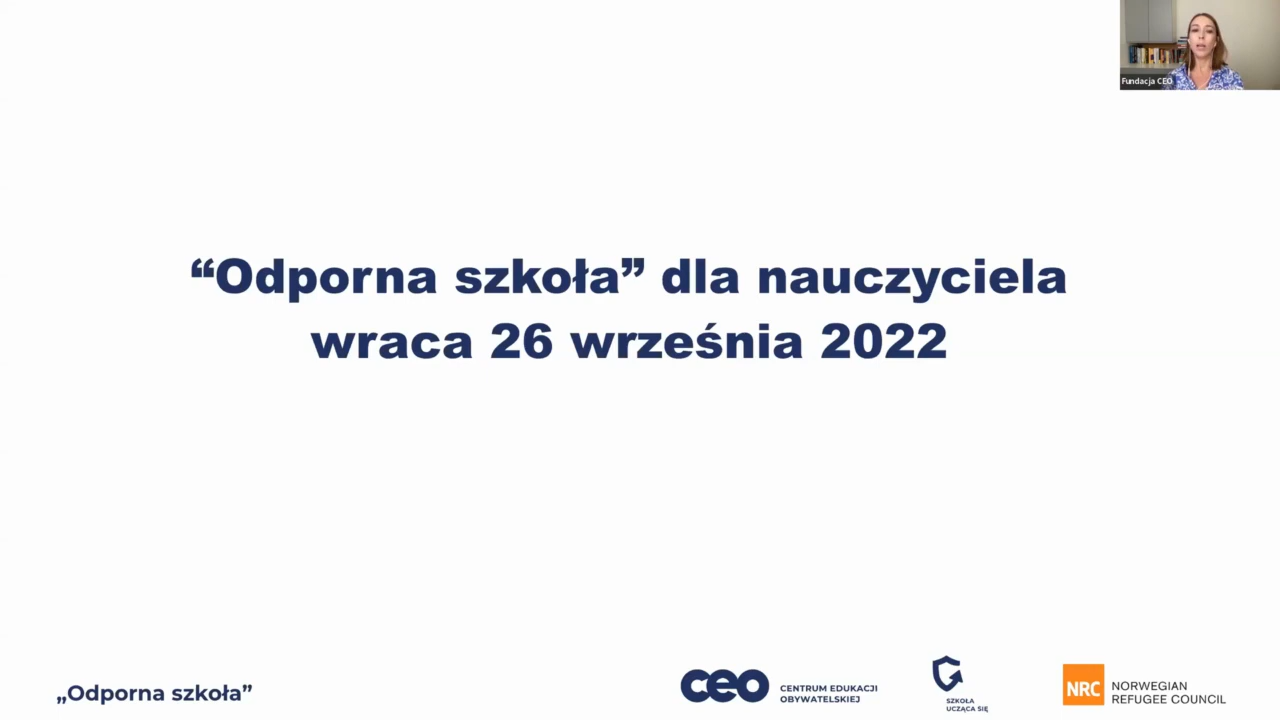 Fundacja CEO
“Odporna szkoła” dla nauczyciela
wraca 26 września 2022
„Odporna szkoła”
ceo
CENTRUM EDUKACJI
OBYWATELSKIEJ
SZKOŁA
UCZĄCA SIĘ
NRC
NORWEGIAN
REFUGEE COUNCIL